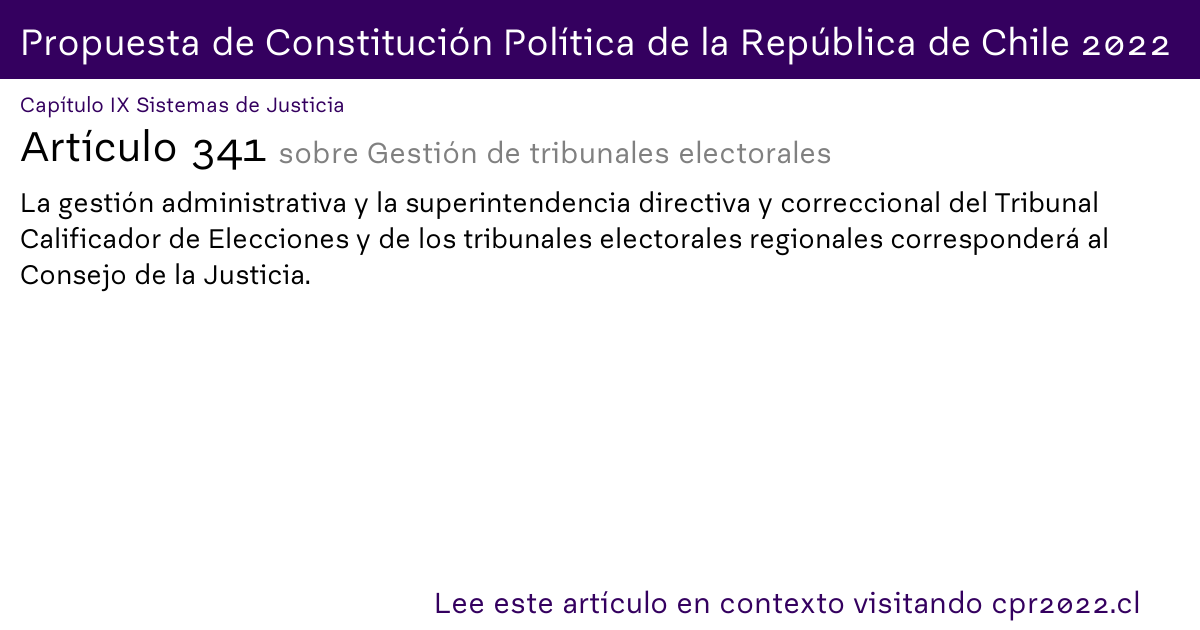 Propuesta de Constitución Política de la República de Chile 2022
Capítulo IX Sistemas de Justicia
Artículo 341 sobre Gestión de tribunales electorales
La gestión administrativa y la superintendencia directiva y correccional del Tribunal
Calificador de Elecciones y de los tribunales electorales regionales corresponderá al
Consejo de la Justicia.
Lee este artículo en contexto visitando cpr2022.cl